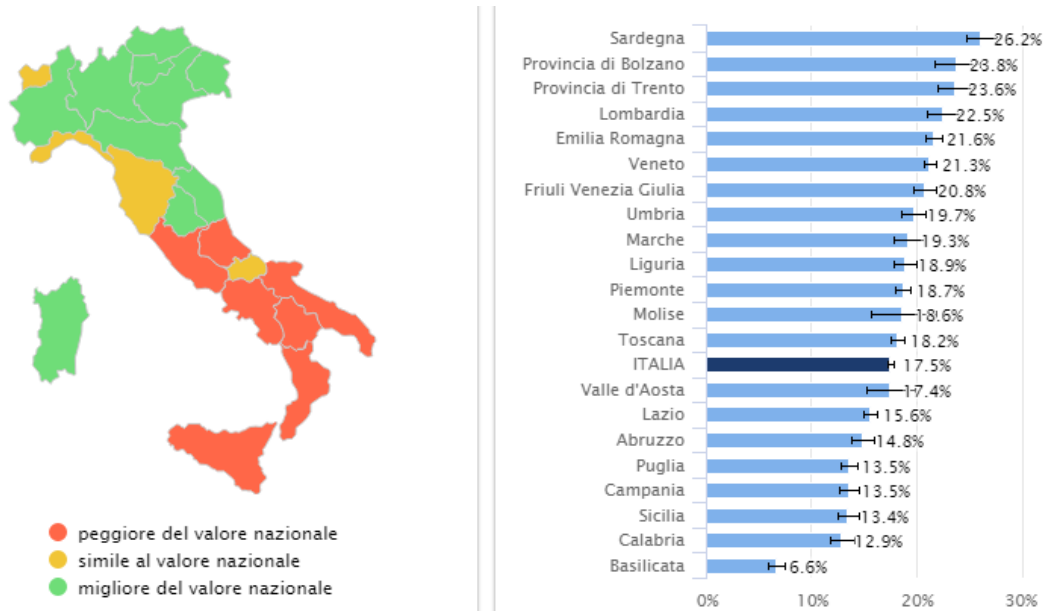 peggiore del valore nazionale
simile al valore nazionale
migliore del valore nazionale
Sardegna 26.2%
Provincia di Bolzano 23.8%
Provincia di Trento 23.6%
Lombardia 22.5%
Emilia Romagna 21.6%
Veneto 21.3%
Friuli Venezia Giulia 20.8%
Umbria 19.7%
Marche 19.3%
Liguria 18.9%
Piemonte 18.7%
Molise 18.6%
Toscana 18.2%
ITALIA 17.5%
Valle d'Aosta 17.4%
Lazio 15.6%
Abruzzo 14.8%
Puglia 13.5%
Campania 13.5%
Sicilia 13.4%
Calabria 12.9%
Basilicata 6.6%
0% 10% 20% 30%